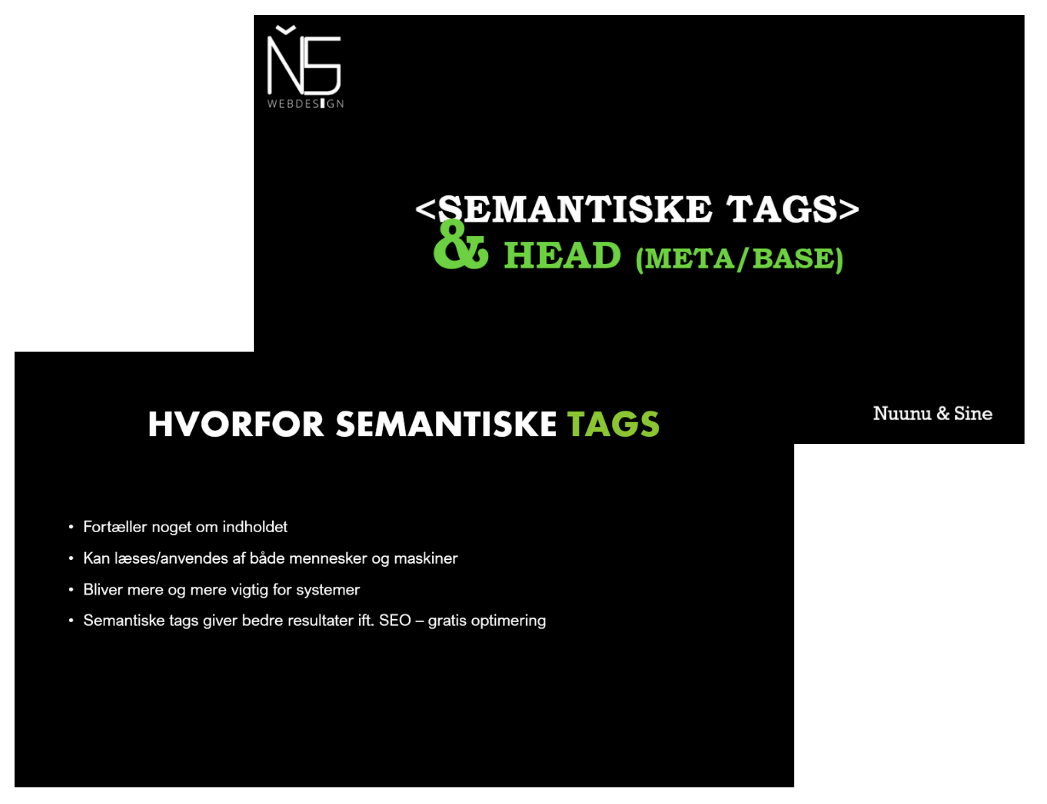 ŇS
WEBDESIGN
<SEMANTISKE TAGS>
& HEAD (META/BASE)
Nuunu & Sine
HVORFOR SEMANTISKE TAGS
• Fortæller noget om indholdet
• Kan læses/anvendes af både mennesker og maskiner
• Bliver mere og mere vigtig for systemer
• Semantiske tags giver bedre resultater ift. SEO – gratis optimering